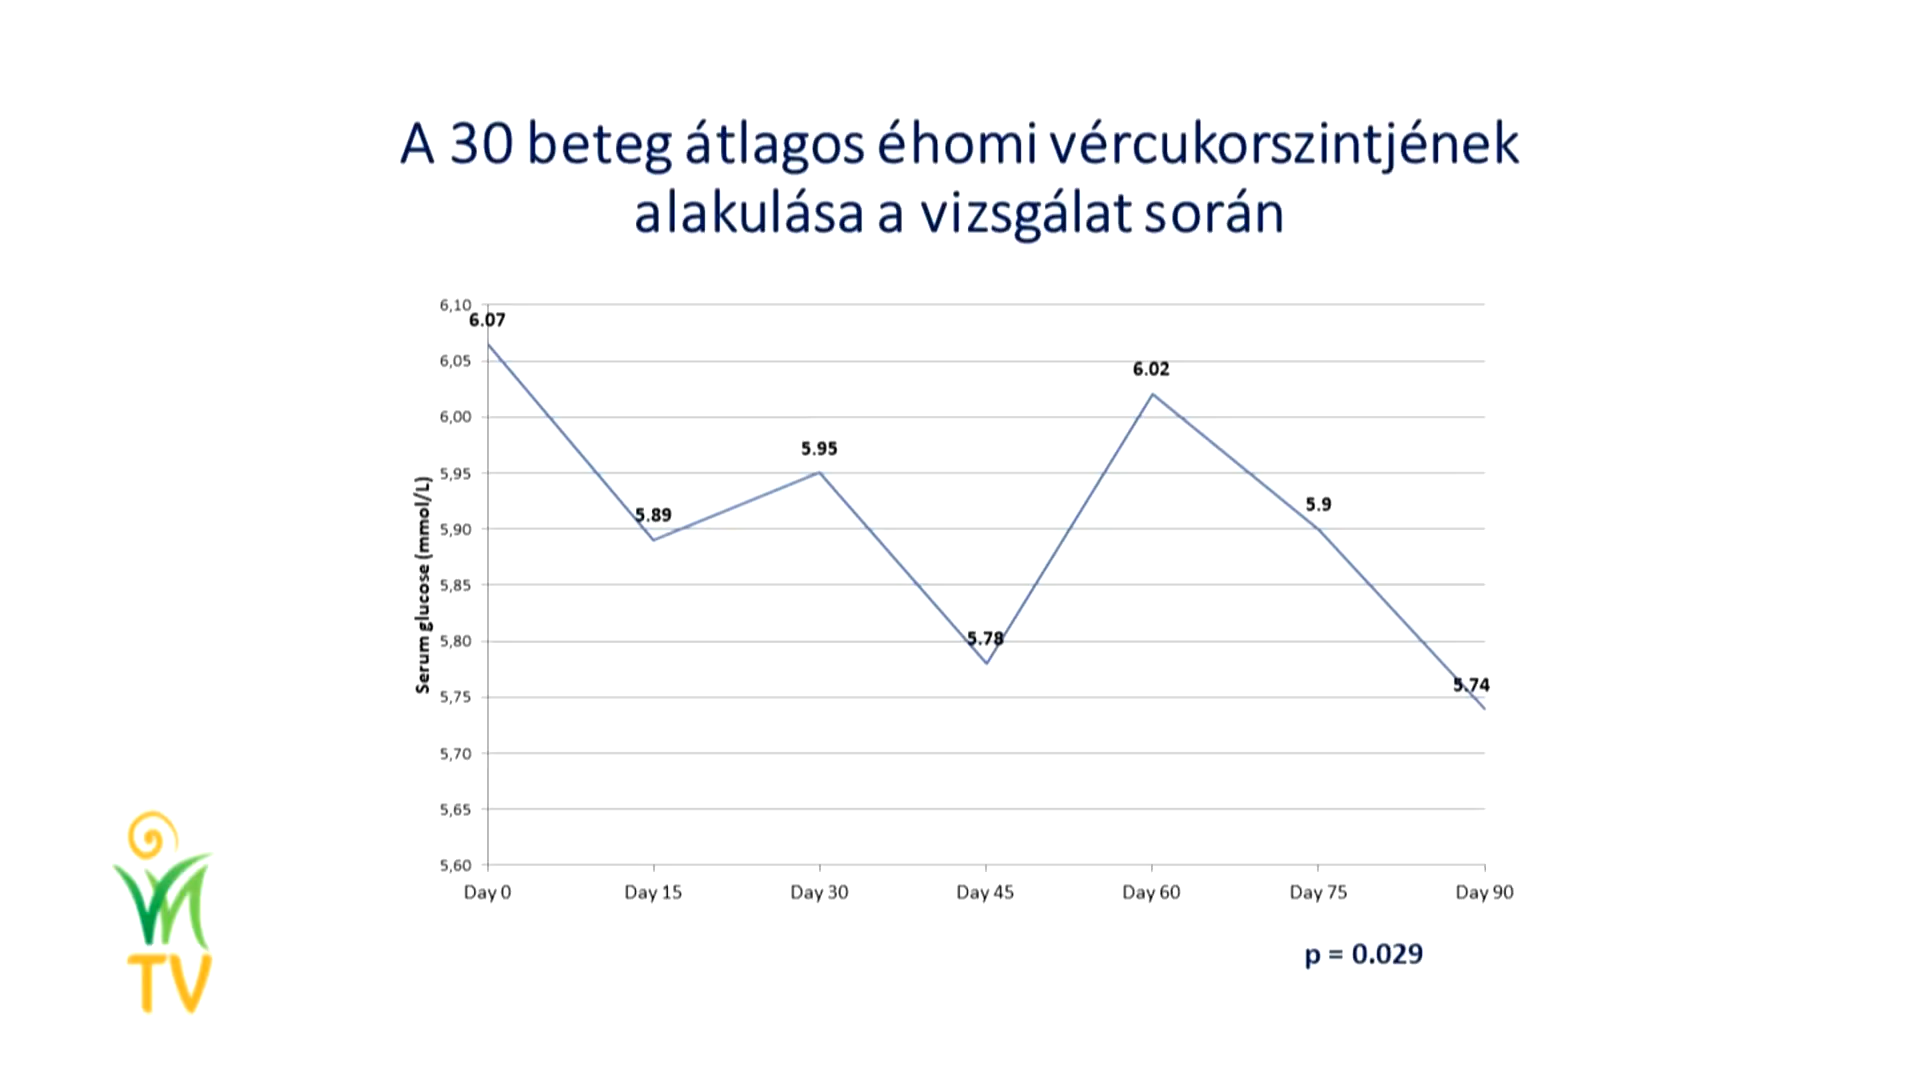 A 30 beteg átlagos éhomi vércukorszintjének
alakulása a vizsgálat során
Serum glucose (mmol/L)
6,10
6,05
6,00
5,95
5,90
5,85
5,80
5,75
5,70
5,65
5,60
6.07
5.89
5.95
5.78
6.02
5.9
5.74
Day 0
Day 15
Day 30
Day 45
Day 60
Day 75
Day 90
p = 0.029
TV